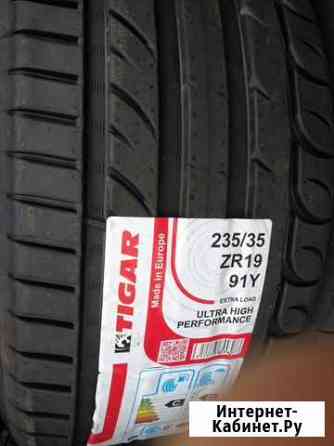 TIGAR
Made in Europe
235/35
ZR19
91Y
EXTRA LOAD
ULTRA HIGH
PERFORMANCE
Интернет-
Кабинет.Ру